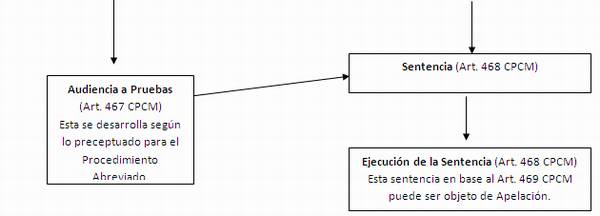 Audiencia a Pruebas
(Art. 467 CPCM)
Esta se desarrolla según
lo preceptuado para el
Procedimiento
Abreviado
Sentencia (Art. 468 CPCM)
Ejecución de la Sentencia (Art. 468 CPCM)
Esta sentencia en base al Art. 469 CPCM
puede ser objeto de Apelación.